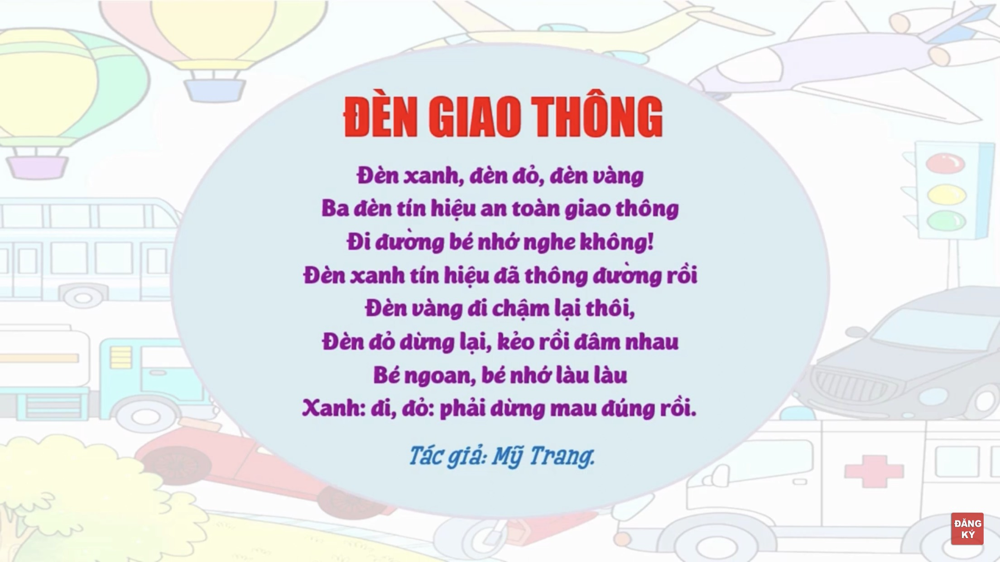 ĐÈN GIAO THÔNG
Đèn xanh, đèn đỏ, đèn vàng
Ba đèn tín hiệu an toàn giao thông
Đi đường bé nhớ nghe không!
Đèn xanh tín hiệu đã thông đường rồi
Đèn vàng đi chậm lại thôi,
Đèn đỏ dừng lại, kẻo rồi đâm nhau
Bé ngoan, bé nhớ làu làu
Xanh: đi, đỏ: phải dừng mau đúng rồi.
Tác giả: Mỹ Trang.
ĐĂNG
KÝ